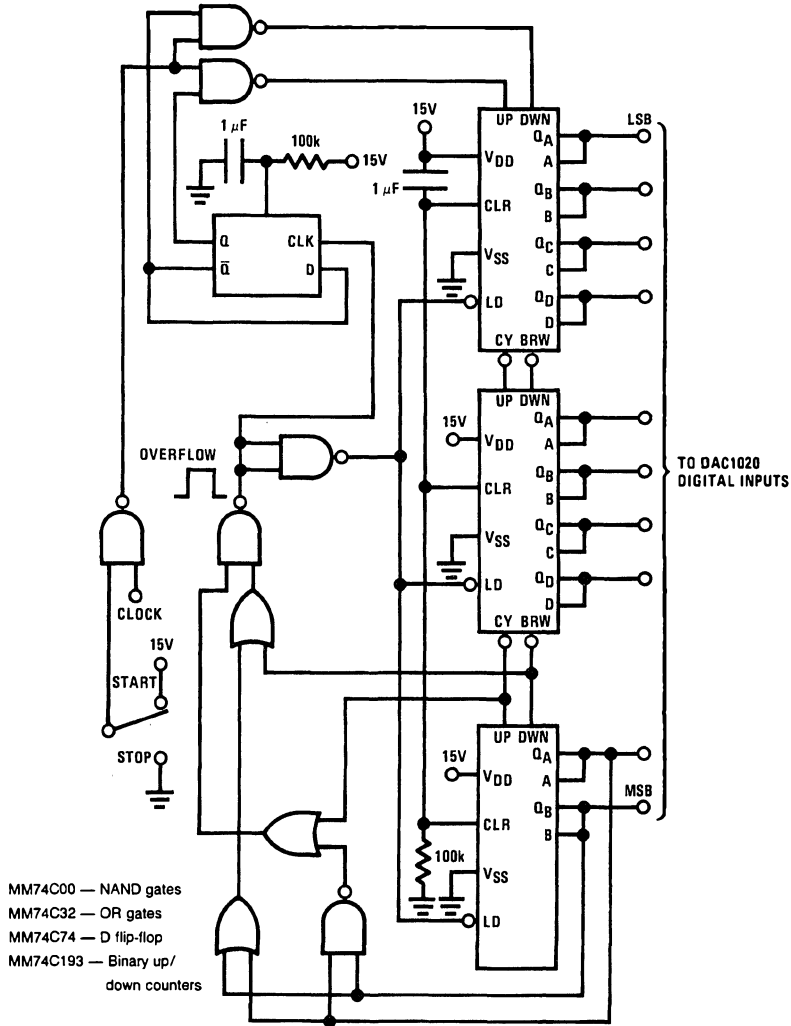 UP DWN
15V
VDD
1 µF
CLR
VSS
LD
CY BRW
QA
A
QB
B
QC
C
QD
D
LSB
1 µF
100k
15V
Q
CLK
Q̅
D
UP DWN
15V
VDD
CLR
VSS
LD
CY BRW
QA
A
QB
B
QC
C
QD
D
TO DAC1020
DIGITAL INPUTS
OVERFLOW
CLOCK
15V
START
STOP
UP DWN
15V
VDD
CLR
100k
VSS
LD
QA
A
QB
B
MSB
MM74C00 — NAND gates
MM74C32 — OR gates
MM74C74 — D flip-flop
MM74C193 — Binary up/
down counters